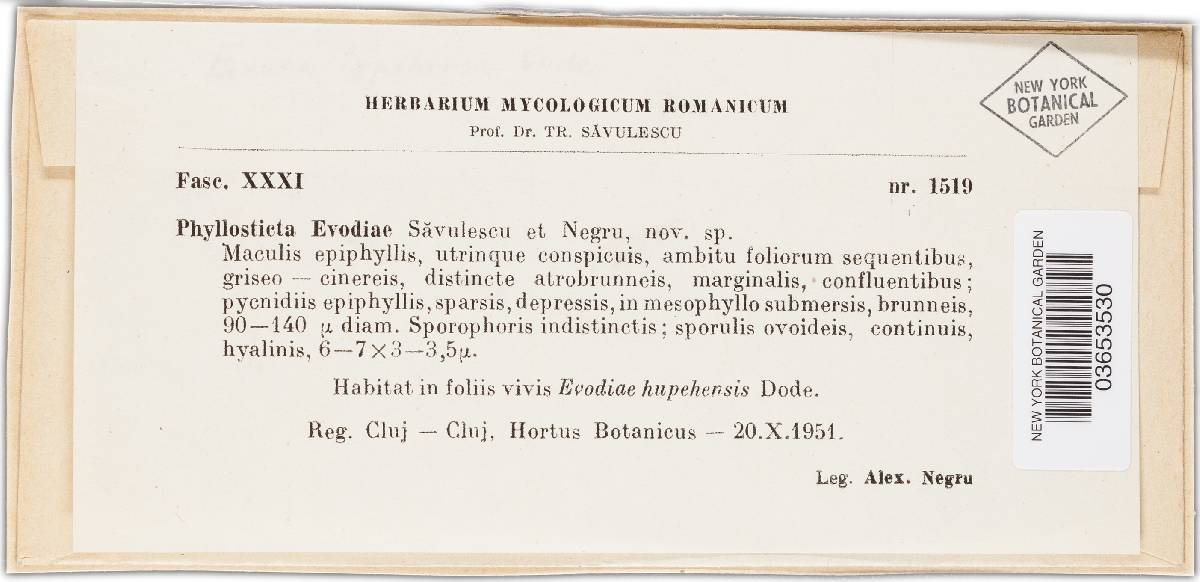 HERBARIUM MYCOLOGICUM ROMANICUM
Prof. Dr. TR. SĂVULESCU
NEW YORK
BOTANICAL
GARDEN
Fasc. XXXI nr. 1519
Phyllosticta Evodiae Săvulescu et Negru, nov. sp.
Maculis epiphyllis, utrinque conspicuis, ambitu foliorum sequentibus,
griseo — cinereis, distincte atrobrunneis, marginalis, confluentibus;
pycnidiis epiphyllis, sparsis, depressis, in mesophyllo submersis, brunneis,
90—140 µ diam. Sporophoris indistinctis; sporulis ovoideis, continuis,
hyalinis, 6—7×3—3,5µ.
Habitat in foliis vivis Evodiae hupehensis Dode.
Reg. Cluj — Cluj, Hortus Botanicus — 20.X.1951.
Leg. Alex. Negru
NEW YORK BOTANICAL GARDEN
03653530